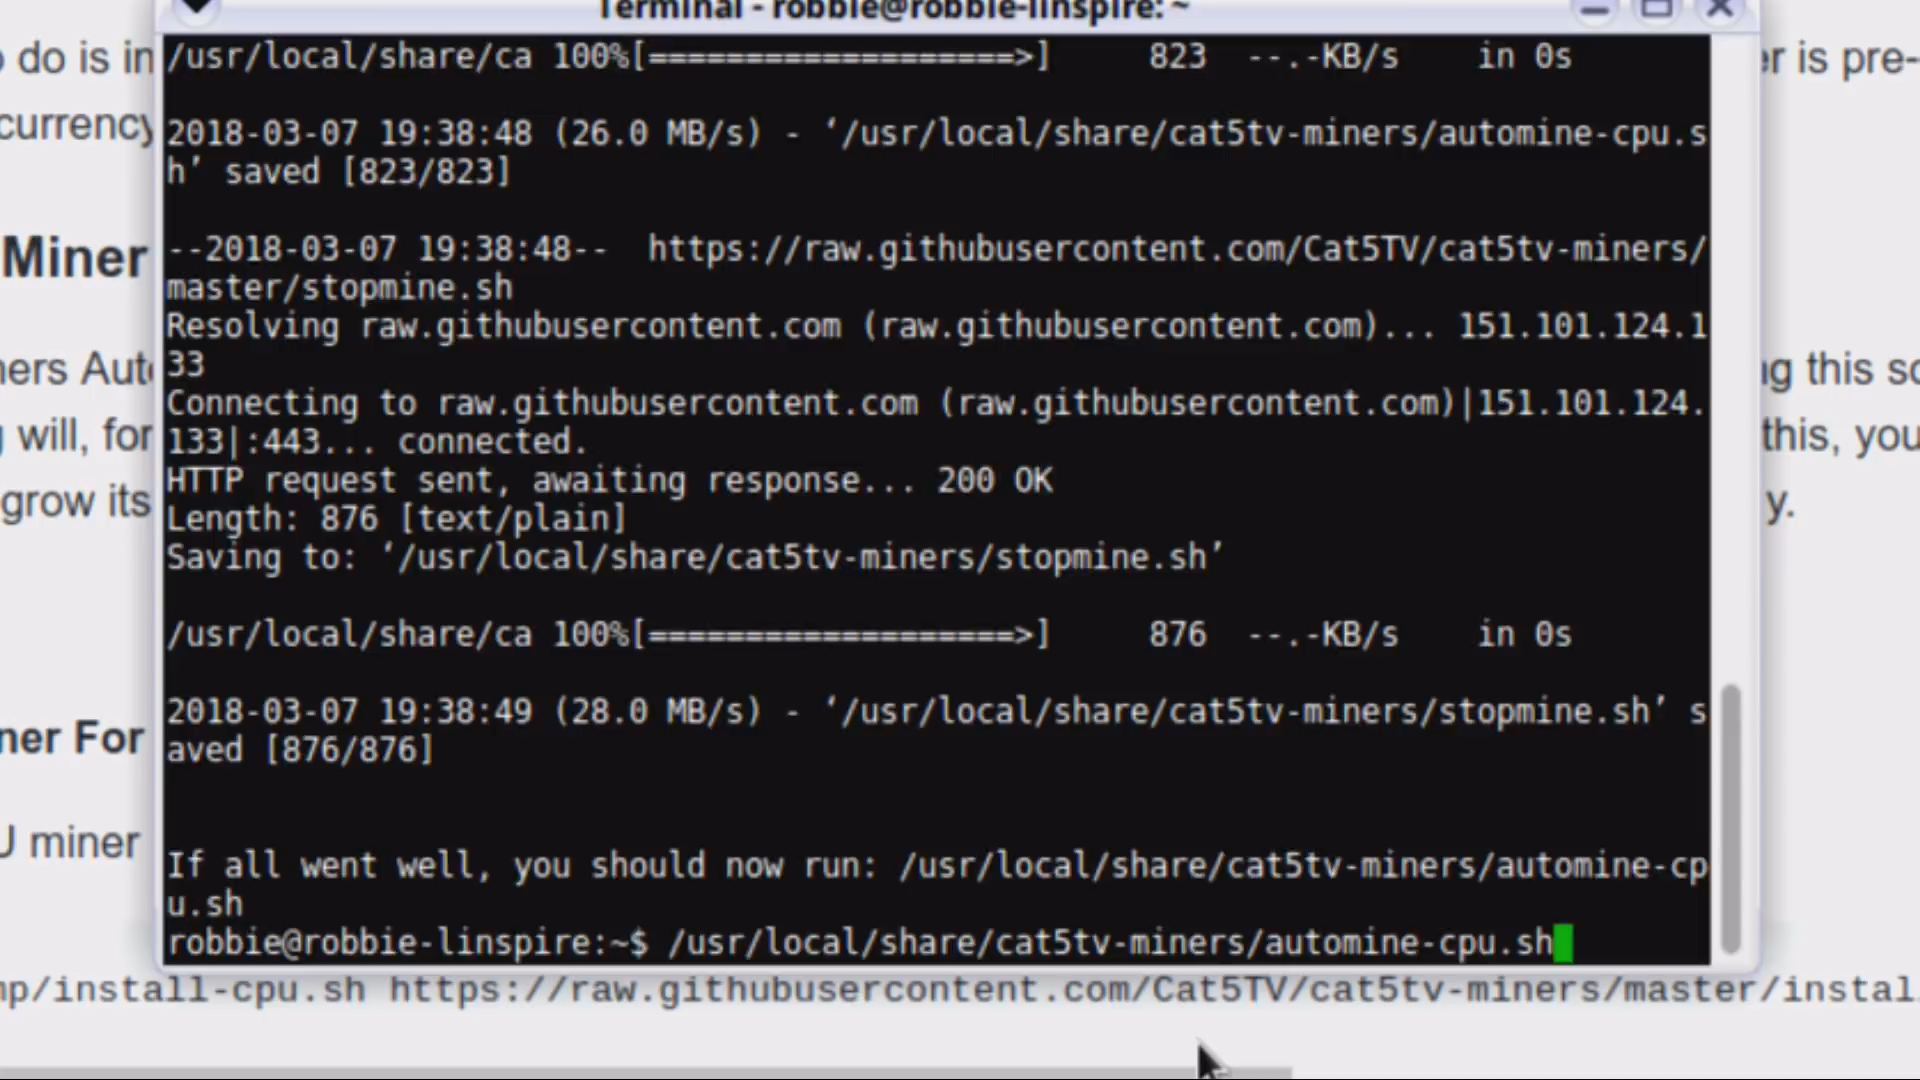 Terminal - robbie@robbie-linspire: ~
/usr/local/share/ca 100%[===================>]     823  --.-KB/s    in 0s
2018-03-07 19:38:48 (26.0 MB/s) - ‘/usr/local/share/cat5tv-miners/automine-cpu.s
h’ saved [823/823]
--2018-03-07 19:38:48--  https://raw.githubusercontent.com/Cat5TV/cat5tv-miners/
master/stopmine.sh
Resolving raw.githubusercontent.com (raw.githubusercontent.com)... 151.101.124.1
33
Connecting to raw.githubusercontent.com (raw.githubusercontent.com)|151.101.124.
133|:443... connected.
HTTP request sent, awaiting response... 200 OK
Length: 876 [text/plain]
Saving to: ‘/usr/local/share/cat5tv-miners/stopmine.sh’
/usr/local/share/ca 100%[===================>]     876  --.-KB/s    in 0s
2018-03-07 19:38:49 (28.0 MB/s) - ‘/usr/local/share/cat5tv-miners/stopmine.sh’ s
aved [876/876]
If all went well, you should now run: /usr/local/share/cat5tv-miners/automine-cp
u.sh
robbie@robbie-linspire:~$ /usr/local/share/cat5tv-miners/automine-cpu.sh
do is in
er is pre-
currency
Miner
ners Auto
ng this sc
will, for
this, you
grow its
y.
ner For
U miner
mp/install-cpu.sh https://raw.githubusercontent.com/Cat5TV/cat5tv-miners/master/instal